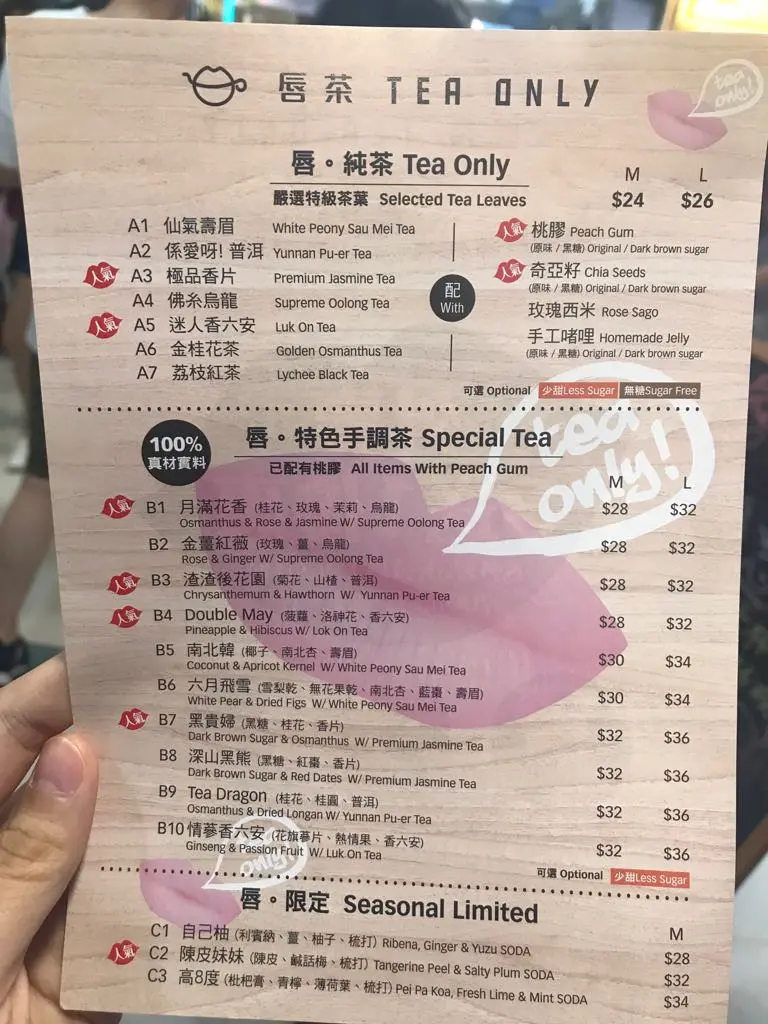 唇茶 TEA ONLY
tea only!
唇。純茶 Tea Only
嚴選特級茶葉 Selected Tea Leaves
M L
$24 $26
A1 仙氣壽眉 White Peony Sau Mei Tea
A2 係愛呀! 普洱 Yunnan Pu-er Tea
人氣 A3 極品香片 Premium Jasmine Tea
A4 佛糸烏龍 Supreme Oolong Tea
人氣 A5 迷人香六安 Luk On Tea
A6 金桂花茶 Golden Osmanthus Tea
A7 荔枝紅茶 Lychee Black Tea
配
With
人氣 桃膠 Peach Gum
(原味 / 黑糖) Original / Dark brown sugar
人氣 奇亞籽 Chia Seeds
(原味 / 黑糖) Original / Dark brown sugar
玫瑰西米 Rose Sago
手工啫喱 Homemade Jelly
(原味 / 黑糖) Original / Dark brown sugar
可選 Optional 少甜Less Sugar 無糖Sugar Free
100%
真材實料
唇。特色手調茶 Special Tea
已配有桃膠 All Items With Peach Gum
tea only!
M L
人氣 B1 月滿花香 (桂花、玫瑰、茉莉、烏龍) $28 $32
Osmanthus & Rose & Jasmine W/ Supreme Oolong Tea
B2 金薑紅薇 (玫瑰、薑、烏龍) $28 $32
Rose & Ginger W/ Supreme Oolong Tea
人氣 B3 渣渣後花園 (菊花、山楂、普洱) $28 $32
Chrysanthemum & Hawthorn W/ Yunnan Pu-er Tea
人氣 B4 Double May (菠蘿、洛神花、香六安) $28 $32
Pineapple & Hibiscus W/ Lok On Tea
B5 南北韓 (椰子、南北杏、壽眉) $30 $34
Coconut & Apricot Kernel W/ White Peony Sau Mei Tea
B6 六月飛雪 (雪梨乾、無花果乾、南北杏、藍棗、壽眉) $30 $34
White Pear & Dried Figs W/ White Peony Sau Mei Tea
人氣 B7 黑貴婦 (黑糖、桂花、香片) $32 $36
Dark Brown Sugar & Osmanthus W/ Premium Jasmine Tea
B8 深山黑熊 (黑糖、紅棗、香片) $32 $36
Dark Brown Sugar & Red Dates W/ Premium Jasmine Tea
B9 Tea Dragon (桂花、桂圓、普洱) $32 $36
Osmanthus & Dried Longan W/ Yunnan Pu-er Tea
B10 情蔘香六安 (花旗蔘片、熱情果、香六安) $32 $36
Ginseng & Passion Fruit W/ Luk On Tea
可選 Optional 少甜Less Sugar
唇。限定 Seasonal Limited
M
C1 自己柚 (利賓納、薑、柚子、梳打) Ribena, Ginger & Yuzu SODA $28
人氣 C2 陳皮妹妹 (陳皮、鹹話梅、梳打) Tangerine Peel & Salty Plum SODA $32
C3 高8度 (枇杷膏、青檸、薄荷葉、梳打) Pei Pa Koa, Fresh Lime & Mint SODA $34